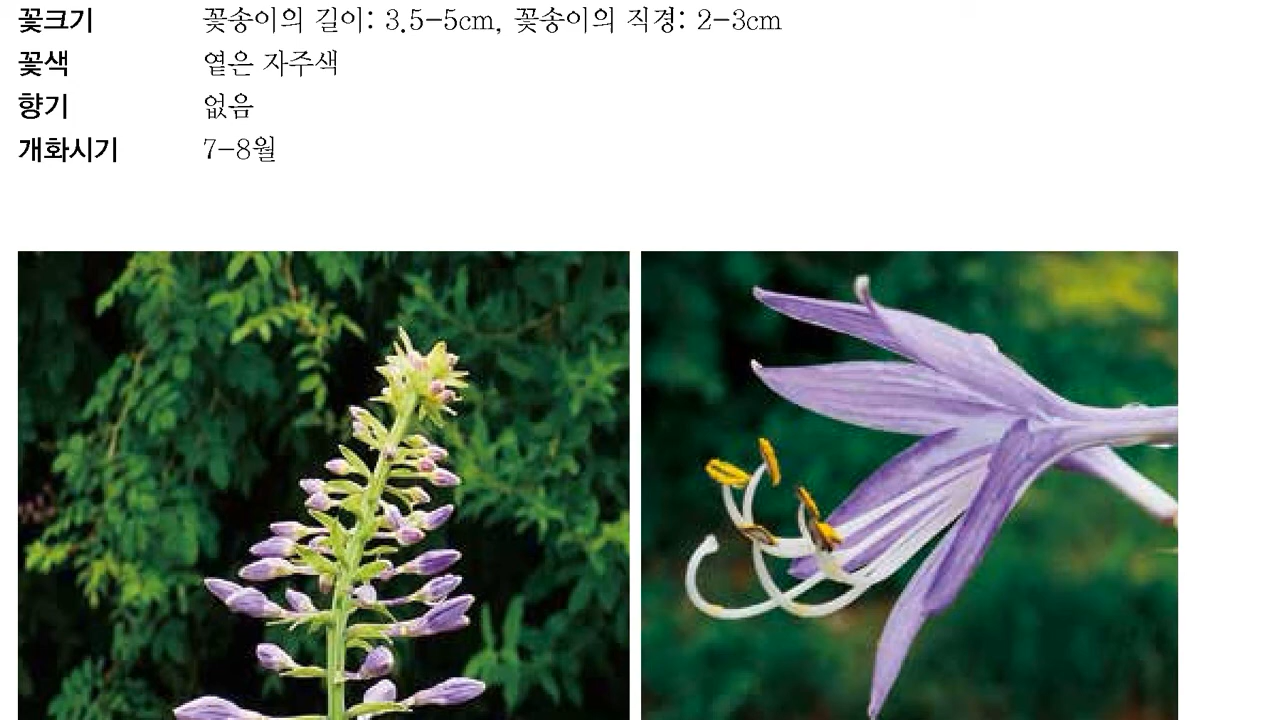 꽃크기 꽃송이의 길이: 3.5-5cm, 꽃송이의 직경: 2-3cm
꽃색 옅은 자주색
향기 없음
개화시기 7-8월